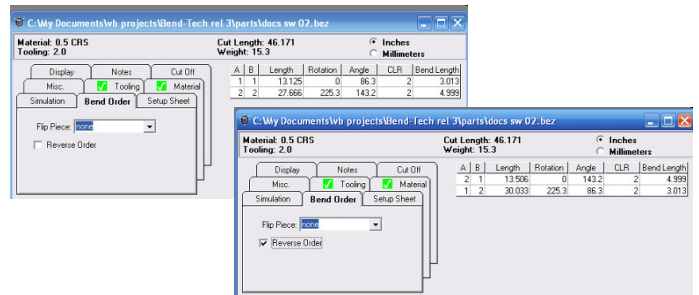 C:\My Documents\vb projects\Bend-Tech rel 3\parts\docs sw 02.bez
Material: 0.5 CRS Cut Length: 46.171 Inches
Tooling: 2.0 Weight: 15.3 Millimeters
Display Notes Cut Off
Misc. Tooling Material
Simulation Bend Order Setup Sheet
Flip Piece: none
Reverse Order
A B Length Rotation Angle CLR Bend Length
1 1 13.125 0 86.3 2 3.013
2 2 27.666 225.3 143.2 2 4.999
C:\My Documents\vb projects\Bend-Tech rel 3\parts\docs sw 02.bez
Material: 0.5 CRS Cut Length: 46.171 Inches
Tooling: 2.0 Weight: 15.3 Millimeters
Display Notes Cut Off
Misc. Tooling Material
Simulation Bend Order Setup Sheet
Flip Piece: none
Reverse Order
A B Length Rotation Angle CLR Bend Length
2 1 13.506 0 143.2 2 4.999
1 2 30.033 225.3 86.3 2 3.013